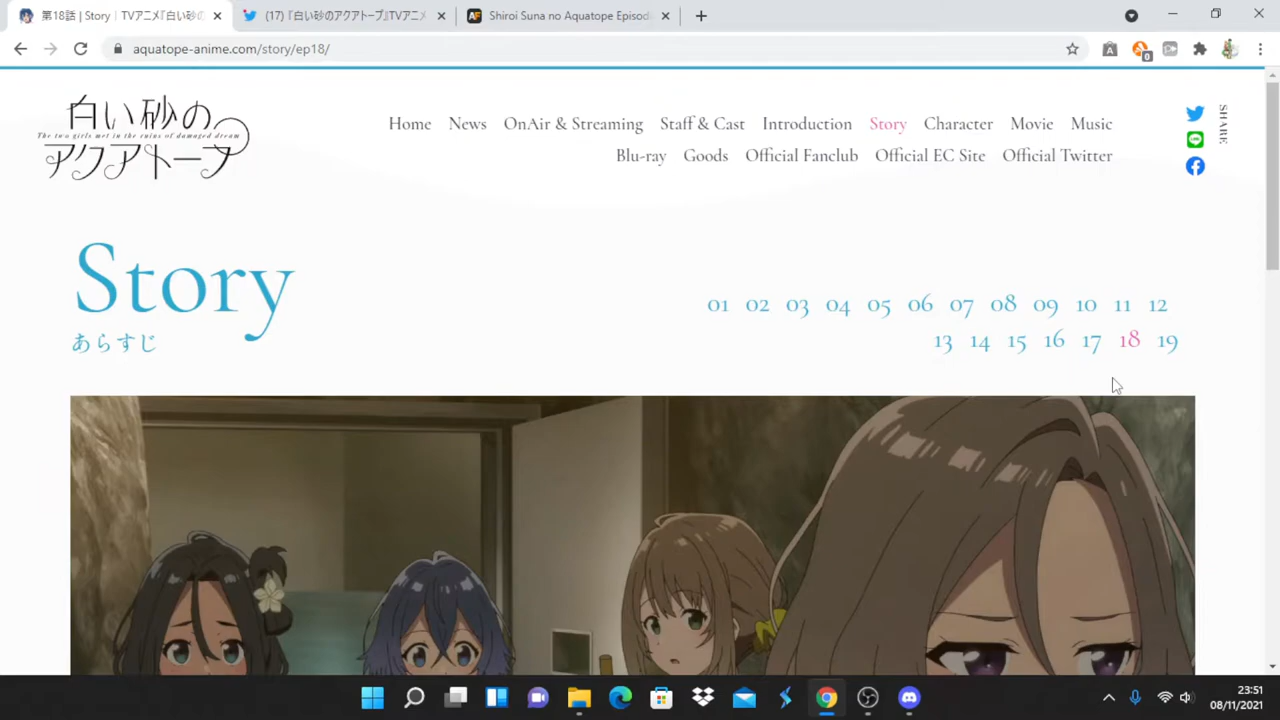 第18話 | Story | TVアニメ『白い砂の
(17) 『白い砂のアクアトープ』TVアニメ
Shiroi Suna no Aquatope Episod
aquatope-anime.com/story/ep18/
白い砂の
The two girls met in the ruins of damaged dream
アクアトープ
Home News OnAir & Streaming Staff & Cast Introduction Story Character Movie Music
Blu-ray Goods Official Fanclub Official EC Site Official Twitter
SHARE
Story
あらすじ
01 02 03 04 05 06 07 08 09 10 11 12
13 14 15 16 17 18 19
23:51
08/11/2021